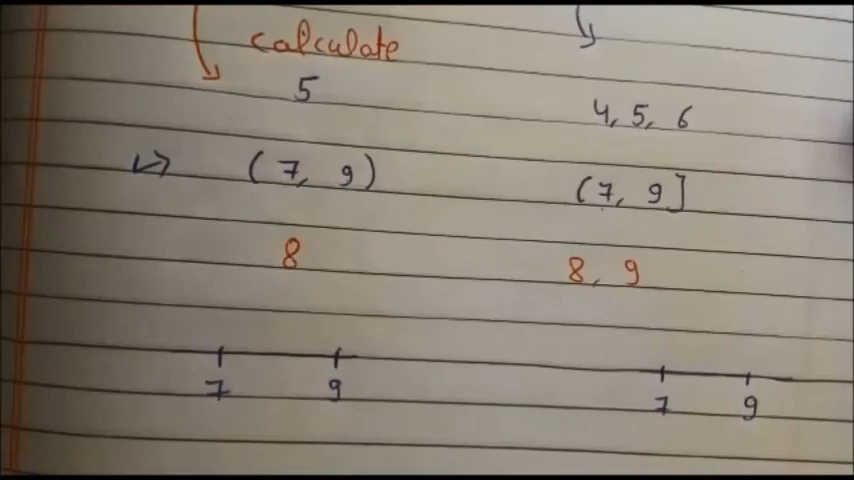 calculate
5 4, 5, 6
(7, 9) (7, 9]
8 8, 9
7 9 7 9